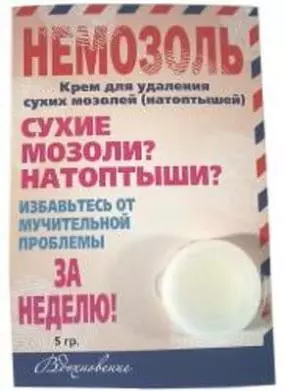 НЕМОЗОЛЬ
Крем для удаления
сухих мозолей (натоптышей)
СУХИЕ
МОЗОЛИ?
НАТОПТЫШИ?
ИЗБАВЬТЕСЬ ОТ
МУЧИТЕЛЬНОЙ
ПРОБЛЕМЫ
ЗА
НЕДЕЛЮ!
5 гр.
Вдохновение